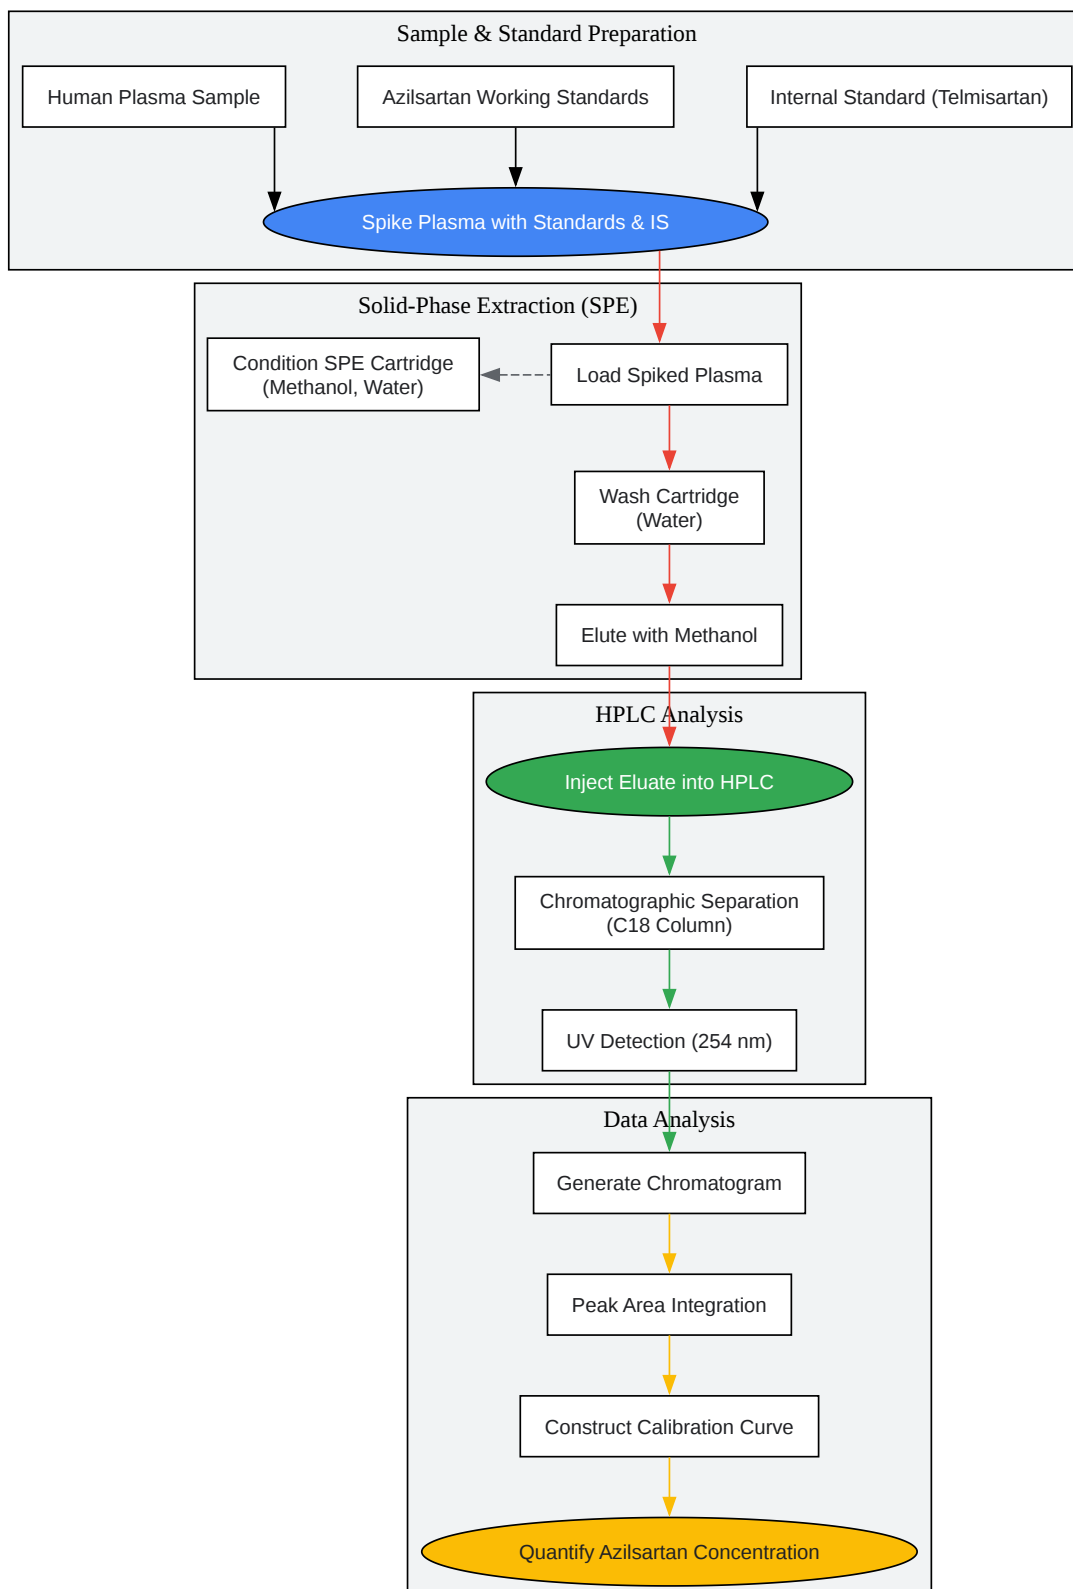 Sample & Standard Preparation
Human Plasma Sample
Azilsartan Working Standards
Internal Standard (Telmisartan)
Spike Plasma with Standards & IS
Solid-Phase Extraction (SPE)
Condition SPE Cartridge
(Methanol, Water)
Load Spiked Plasma
Wash Cartridge
(Water)
Elute with Methanol
HPLC Analysis
Inject Eluate into HPLC
Chromatographic Separation
(C18 Column)
UV Detection (254 nm)
Data Analysis
Generate Chromatogram
Peak Area Integration
Construct Calibration Curve
Quantify Azilsartan Concentration